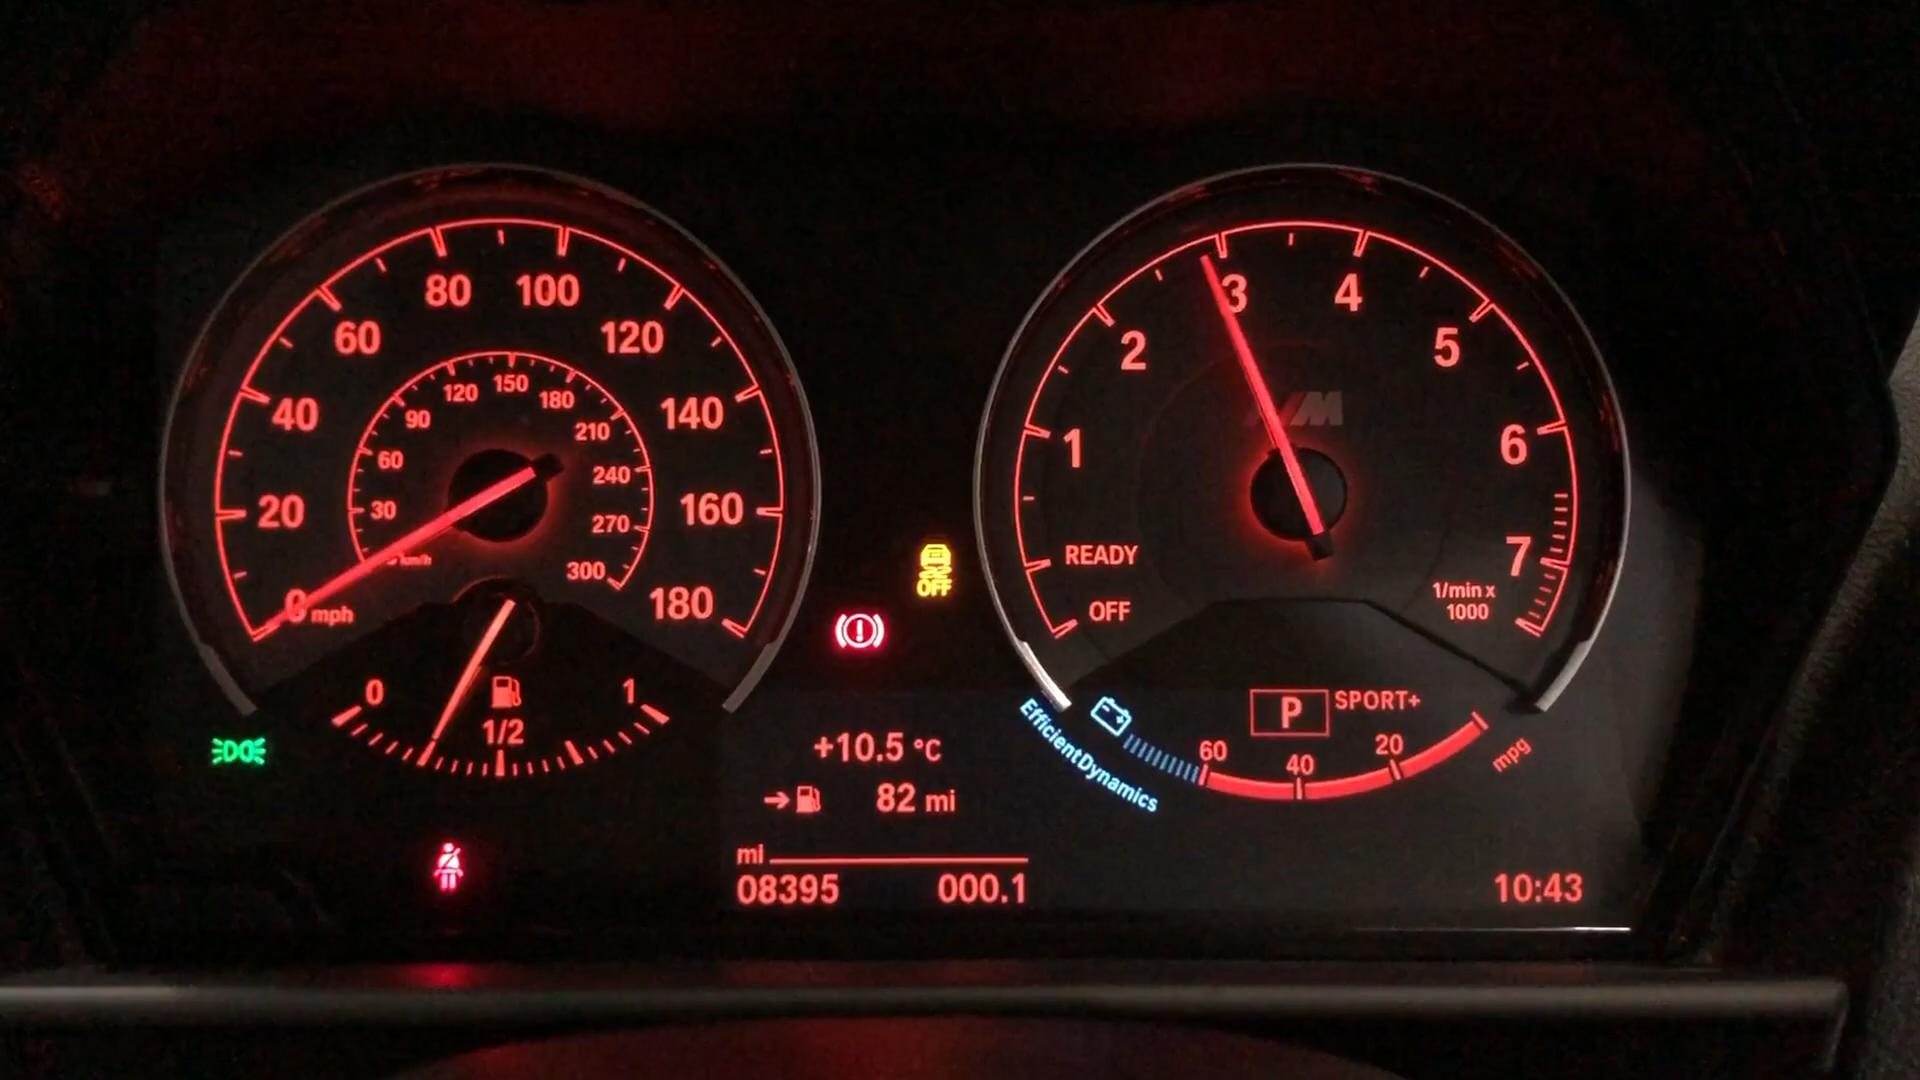 80 100
60 120
40 140
20 160
0 mph 180
120 150 180
90 210
60 240
30 270
km/h 300
0 1
1/2
OFF
+10.5 °C
82 mi
mi
08395 000.1
3 4
2 5
1 6
READY 7
OFF
1/min x
1000
M
P SPORT+
60 40 20
mpg
EfficientDynamics
10:43